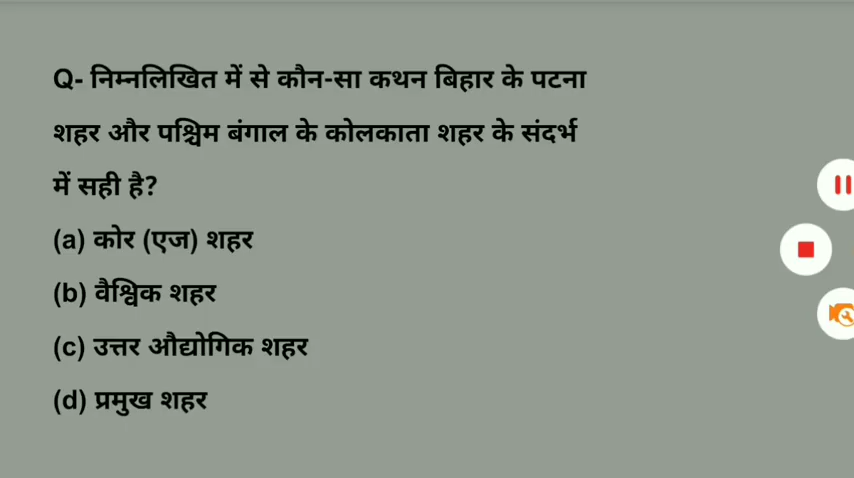 Q- निम्नलिखित में से कौन-सा कथन बिहार के पटना
शहर और पश्चिम बंगाल के कोलकाता शहर के संदर्भ
में सही है?
(a) कोर (एज) शहर
(b) वैश्विक शहर
(c) उत्तर औद्योगिक शहर
(d) प्रमुख शहर